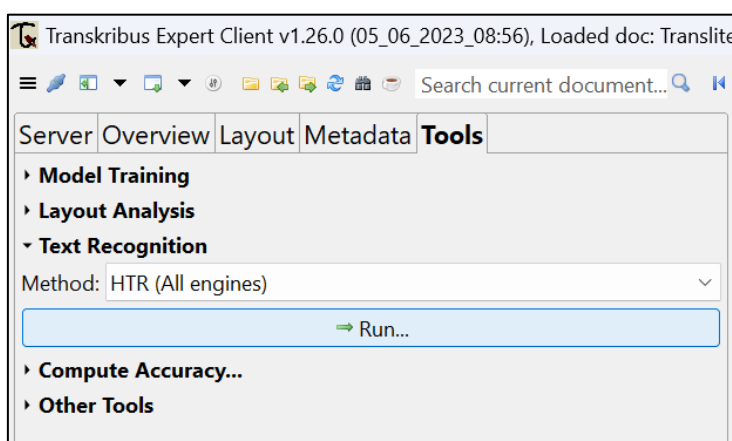 Transkribus Expert Client v1.26.0 (05_06_2023_08:56), Loaded doc: Translite
Search current document...
Server Overview Layout Metadata Tools
Model Training
Layout Analysis
Text Recognition
Method: HTR (All engines)
Run...
Compute Accuracy...
Other Tools